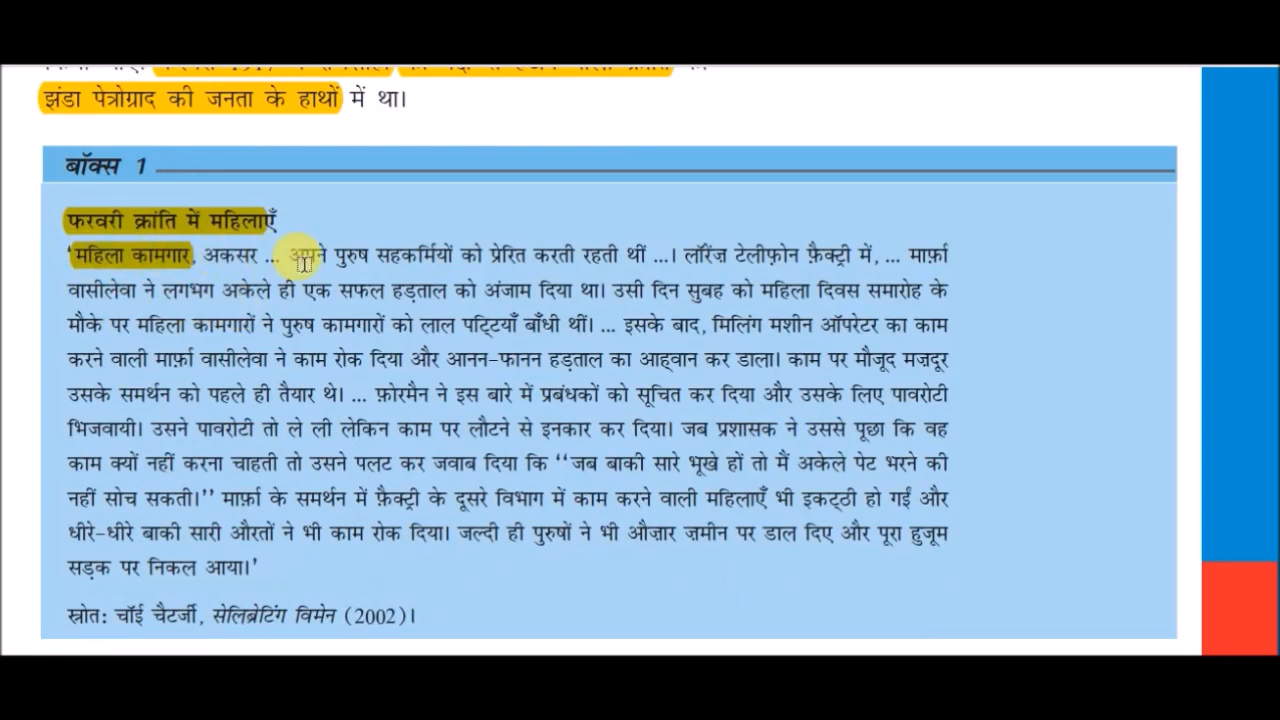 झंडा पेत्रोग्राद की जनता के हाथों में था।
बॉक्स 1
फरवरी क्रांति में महिलाएँ
'महिला कामगार, अकसर ... अपने पुरुष सहकर्मियों को प्रेरित करती रहती थीं ...। लॉरेंज़ टेलीफ़ोन फ़ैक्ट्री में, ... मार्फ़ा
वासीलेवा ने लगभग अकेले ही एक सफल हड़ताल को अंजाम दिया था। उसी दिन सुबह को महिला दिवस समारोह के
मौके पर महिला कामगारों ने पुरुष कामगारों को लाल पट्टियाँ बाँधी थीं। ... इसके बाद, मिलिंग मशीन ऑपरेटर का काम
करने वाली मार्फ़ा वासीलेवा ने काम रोक दिया और आनन-फानन हड़ताल का आह्वान कर डाला। काम पर मौजूद मज़दूर
उसके समर्थन को पहले ही तैयार थे। ... फ़ोरमैन ने इस बारे में प्रबंधकों को सूचित कर दिया और उसके लिए पावरोटी
भिजवायी। उसने पावरोटी तो ले ली लेकिन काम पर लौटने से इनकार कर दिया। जब प्रशासक ने उससे पूछा कि वह
काम क्यों नहीं करना चाहती तो उसने पलट कर जवाब दिया कि ‘‘जब बाकी सारे भूखे हों तो मैं अकेले पेट भरने की
नहीं सोच सकती।’’ मार्फ़ा के समर्थन में फ़ैक्ट्री के दूसरे विभाग में काम करने वाली महिलाएँ भी इकट्ठी हो गईं और
धीरे-धीरे बाकी सारी औरतों ने भी काम रोक दिया। जल्दी ही पुरुषों ने भी औज़ार ज़मीन पर डाल दिए और पूरा हुजूम
सड़क पर निकल आया।'
स्रोत: चॉई चैटर्जी, सेलिब्रेटिंग विमेन (2002)।